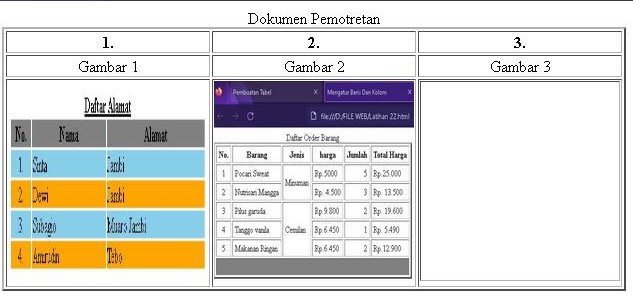 Dokumen Pemotretan
1. 2. 3.
Gambar 1 Gambar 2 Gambar 3
Daftar Alamat
No. Nama Alamat
1. Sinta Jambi
2. Dewi Jambi
3. Subagio Muaro Jambi
4. Amirudin Tebo
Pembuatan Tabel X Mengatur Baris Dan Kolom X
file:///D:/FILE WEB/Latihan 22.html
Daftar Order Barang
No. Barang Jenis harga Jumlah Total Harga
1 Pocari Sweat Minuman Rp.5000 5 Rp.25.000
2 Nutrisari Mangga Rp. 4.500 3 Rp. 13.500
3 Pilus garuda Cemilan Rp.9.800 2 Rp. 19.600
4 Tanggo vanila Rp.6.450 1 Rp. 5.490
5 Makanan Ringan Rp.6.450 2 Rp.12.900